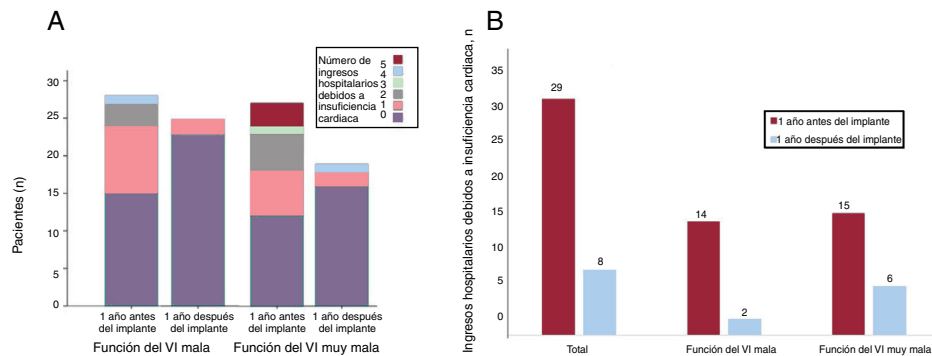 A
Pacientes (n)
30
25
20
15
10
5
0
Número de
ingresos
hospitalarios
debidos a
insuficiencia
cardiaca
5
4
3
2
1
0
1 año antes
del implante
1 año después
del implante
1 año antes
del implante
1 año después
del implante
Función del VI mala
Función del VI muy mala
B
Ingresos hospitalarios debidos a insuficiencia cardiaca, n
35
30
25
20
15
10
5
0
1 año antes del implante
1 año después del implante
29
8
14
2
15
6
Total
Función del VI mala
Función del VI muy mala